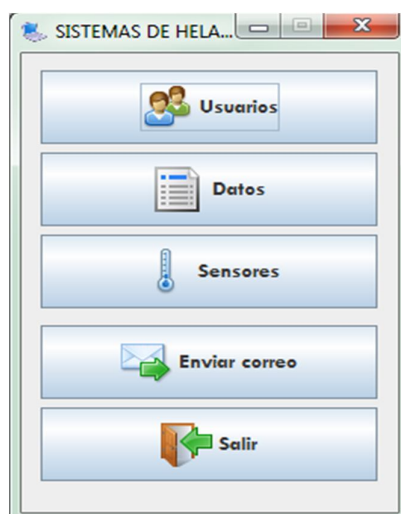 SISTEMAS DE HELA...
Usuarios
Datos
Sensores
Enviar correo
Salir